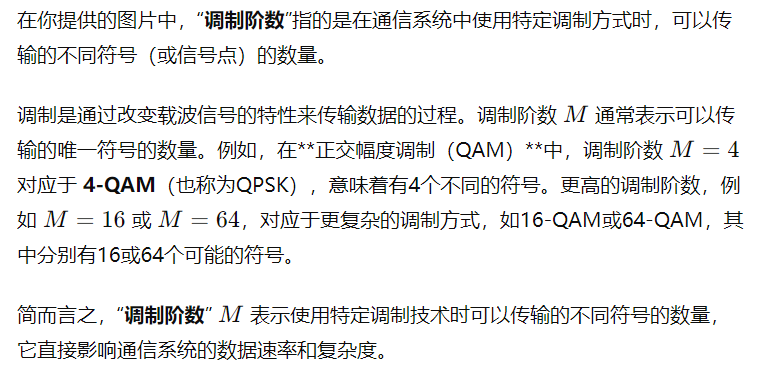 在你提供的图片中，“调制阶数”指的是在通信系统中使用特定调制方式时，可以传
输的不同符号（或信号点）的数量。
调制是通过改变载波信号的特性来传输数据的过程。调制阶数 M 通常表示可以传
输的唯一符号的数量。例如，在**正交幅度调制（QAM）**中，调制阶数 M = 4
对应于 4-QAM（也称为QPSK），意味着有4个不同的符号。更高的调制阶数，例
如 M = 16 或 M = 64，对应于更复杂的调制方式，如16-QAM或64-QAM，其
中分别有16或64个可能的符号。
简而言之，“调制阶数” M 表示使用特定调制技术时可以传输的不同符号的数量，
它直接影响通信系统的数据速率和复杂度。